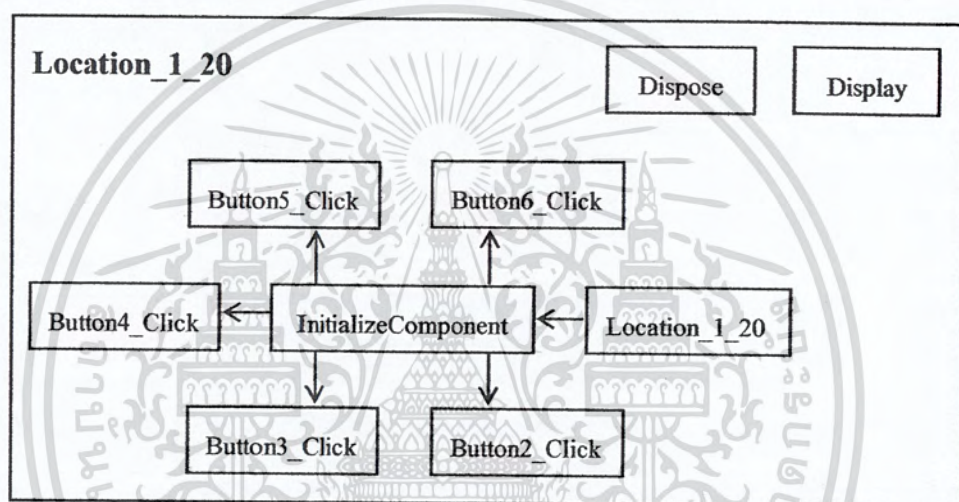 Location_1_20
Dispose
Display
Button5_Click
Button6_Click
Button4_Click
InitializeComponent
Location_1_20
Button3_Click
Button2_Click